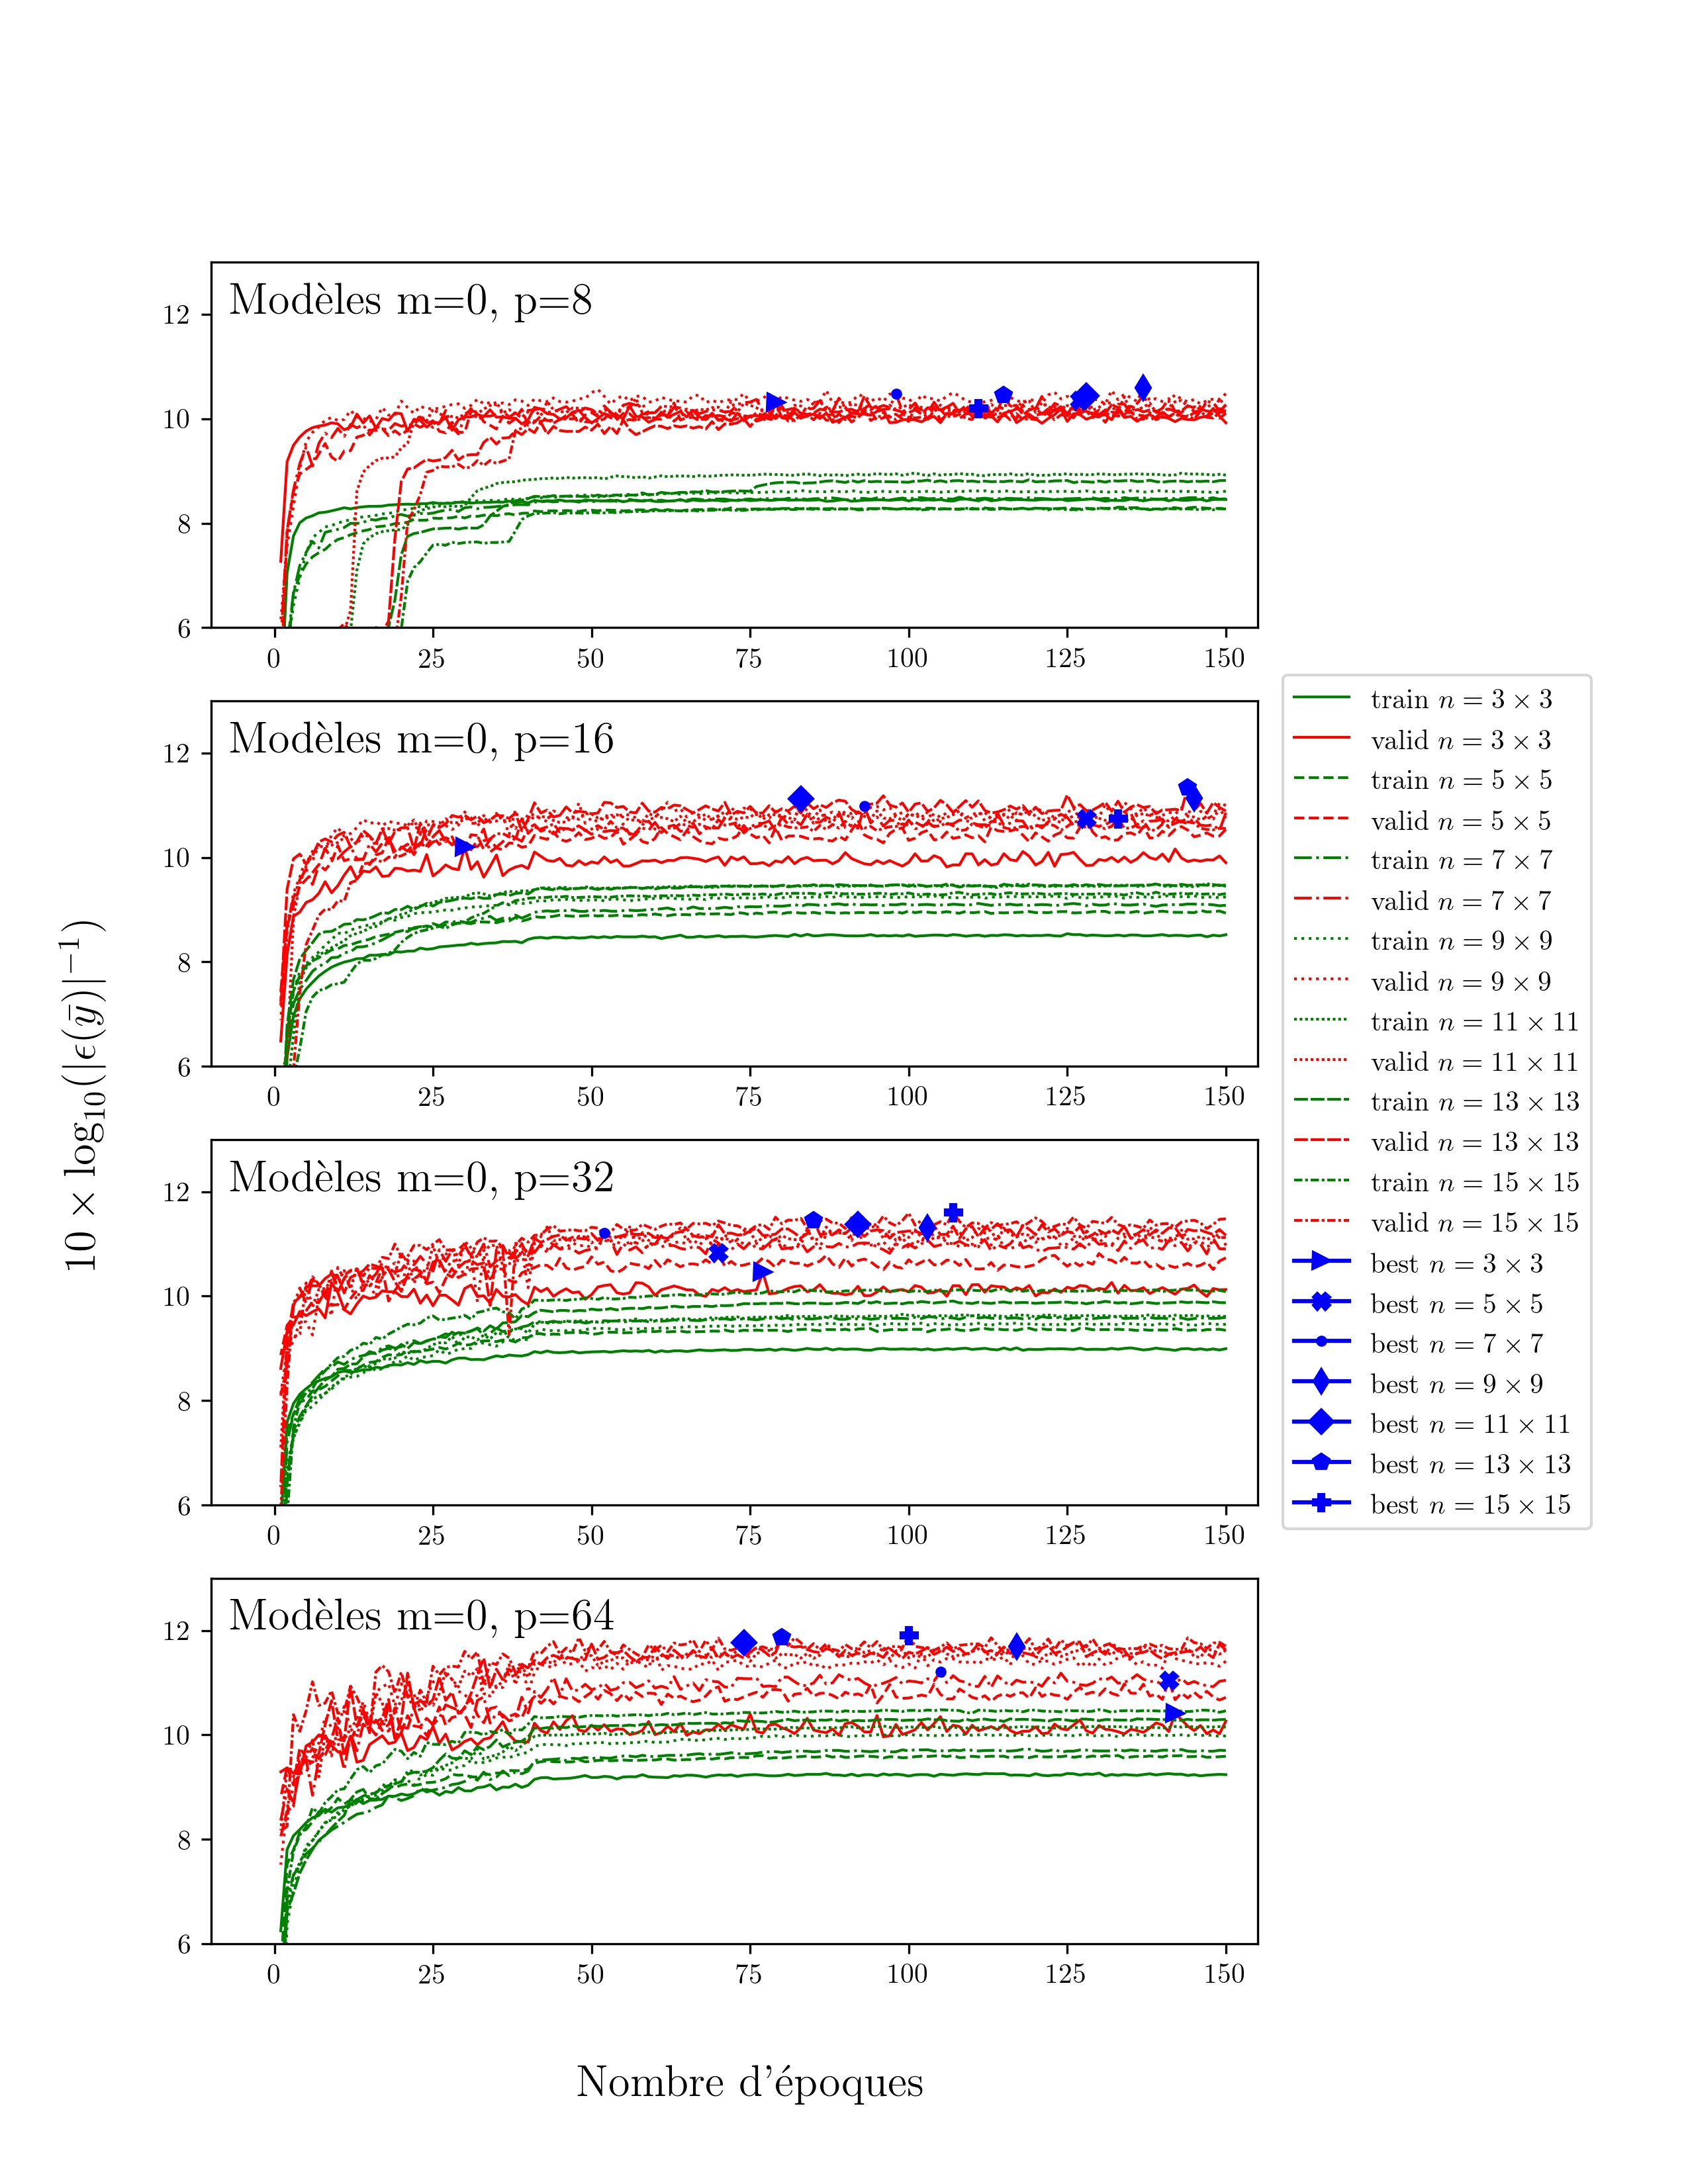 Modèles m=0, p=8
12
10
8
6
0 25 50 75 100 125 150
Modèles m=0, p=16
12
10
8
6
0 25 50 75 100 125 150
Modèles m=0, p=32
12
10
8
6
0 25 50 75 100 125 150
Modèles m=0, p=64
12
10
8
6
0 25 50 75 100 125 150
10 × log₁₀(|ϵ(ȳ)|⁻¹)
Nombre d'époques
train n = 3 × 3
valid n = 3 × 3
train n = 5 × 5
valid n = 5 × 5
train n = 7 × 7
valid n = 7 × 7
train n = 9 × 9
valid n = 9 × 9
train n = 11 × 11
valid n = 11 × 11
train n = 13 × 13
valid n = 13 × 13
train n = 15 × 15
valid n = 15 × 15
best n = 3 × 3
best n = 5 × 5
best n = 7 × 7
best n = 9 × 9
best n = 11 × 11
best n = 13 × 13
best n = 15 × 15